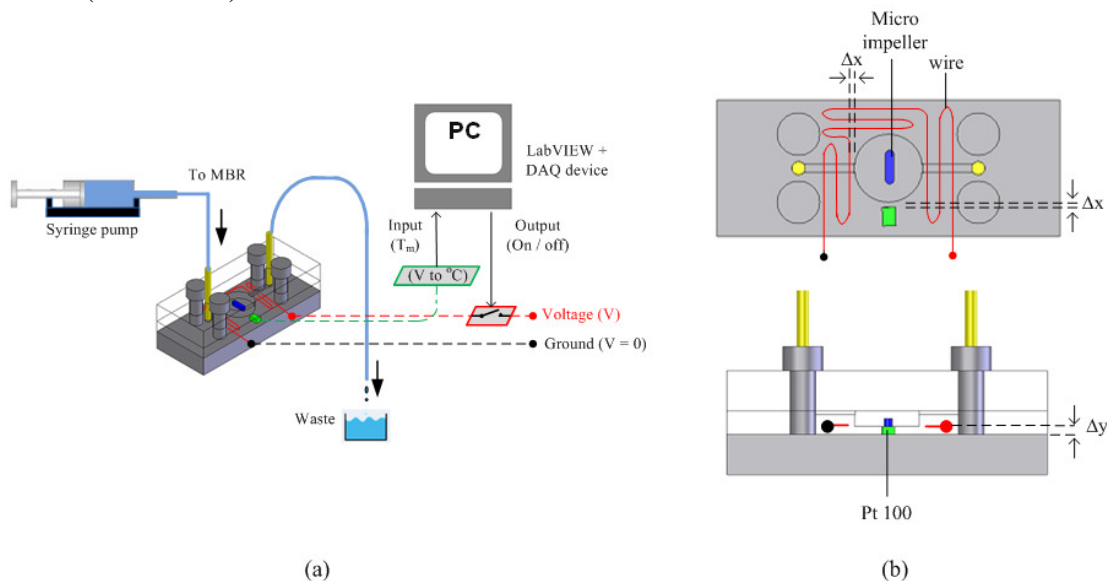 Micro
impeller
Δx
wire
PC
LabVIEW +
DAQ device
To MBR
Syringe pump
Input
(Tm)
Output
(On / off)
(V to °C)
Δx
Voltage (V)
Ground (V = 0)
Waste
Δy
Pt 100
(a)
(b)